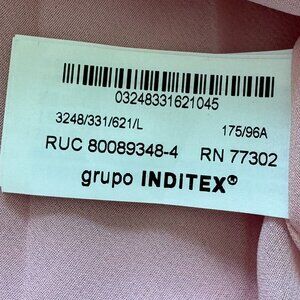 03248331621045
3248/331/621/L 175/96A
RUC 80089348-4 RN 77302
grupo INDITEX®